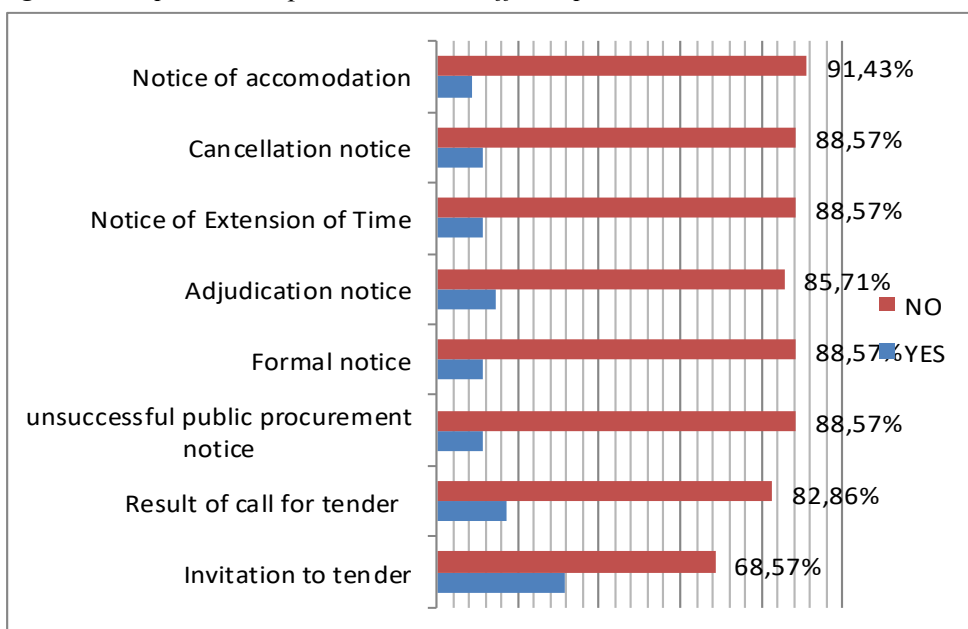 Notice of accomodation
91,43%
Cancellation notice
88,57%
Notice of Extension of Time
88,57%
Adjudication notice
85,71%
NO
Formal notice
88,57%
YES
unsuccessful public procurement
notice
88,57%
Result of call for tender
82,86%
Invitation to tender
68,57%